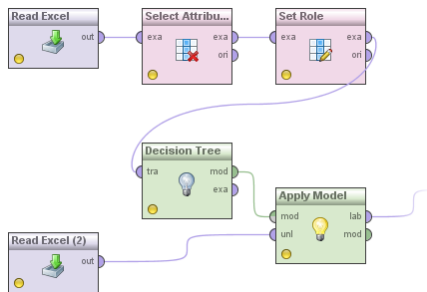 Read Excel
out
Select Attribu...
exa
exa
ori
Set Role
exa
exa
ori
Decision Tree
tra
mod
exa
Apply Model
mod
lab
unl
mod
Read Excel (2)
out